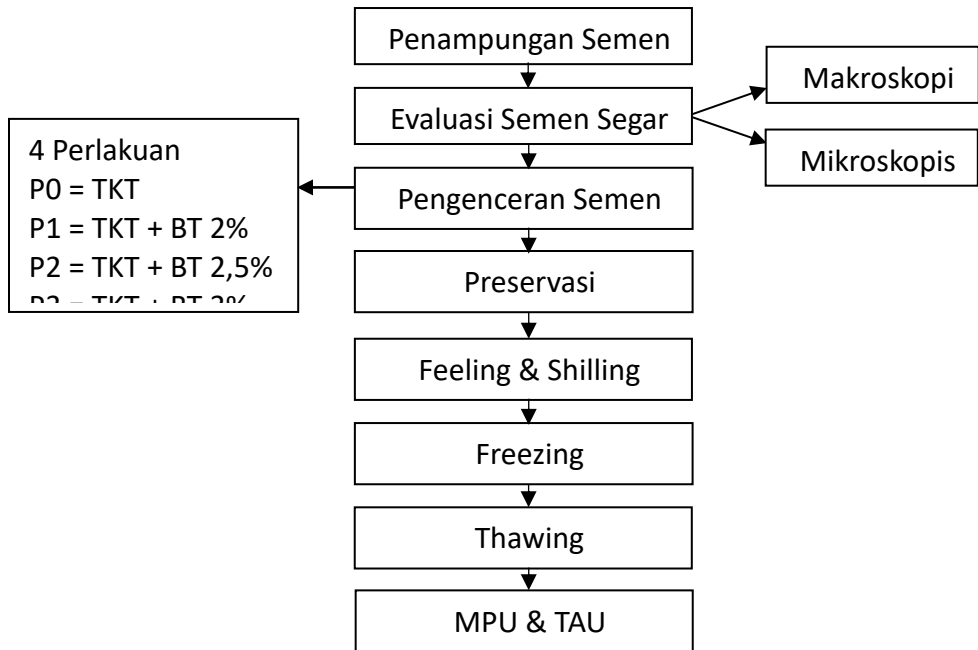 Penampungan Semen
Makroskopi
Evaluasi Semen Segar
Mikroskopis
4 Perlakuan
P0 = TKT
P1 = TKT + BT 2%
P2 = TKT + BT 2,5%
Pengenceran Semen
Preservasi
Feeling & Shilling
Freezing
Thawing
MPU & TAU